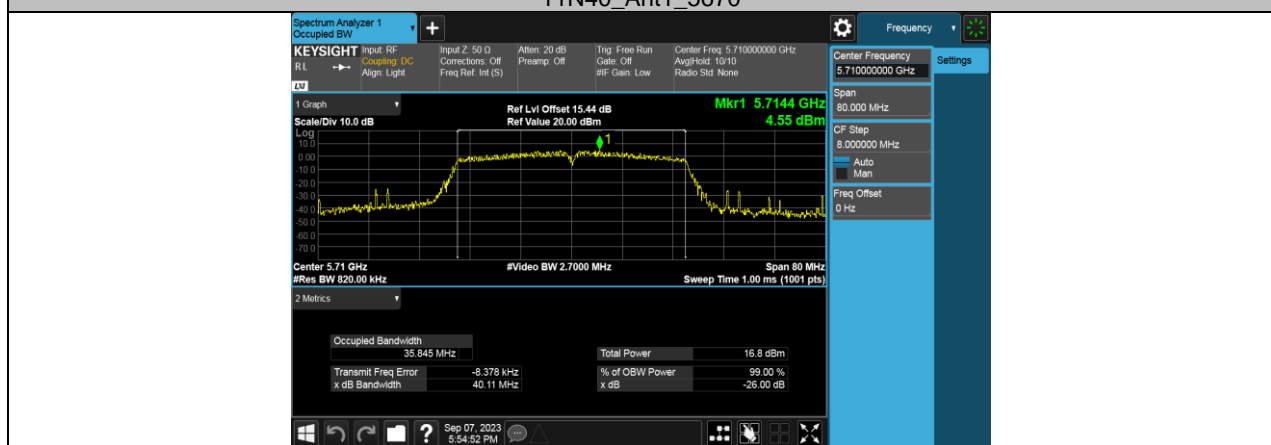 Spectrum Analyzer 1
Occupied BW
Frequency
KEYSIGHT
RL
Input: RF
Coupling: DC
Align: Light
Input Z: 50 Ω
Corrections: Off
Freq Ref: Int (S)
Atten: 20 dB
Preamp: Off
Trig: Free Run
Gate: Off
#IF Gain: Low
Center Freq: 5.710000000 GHz
Avg|Hold: 10/10
Radio Std: None
LXI
Center Frequency
5.710000000 GHz
Settings
Span
80.000 MHz
CF Step
8.000000 MHz
Auto
Man
Freq Offset
0 Hz
1 Graph
Scale/Div 10.0 dB
Ref Lvl Offset 15.44 dB
Ref Value 20.00 dBm
Mkr1 5.7144 GHz
4.55 dBm
Log
10.0
0.00
-10.0
-20.0
-30.0
-40.0
-50.0
-60.0
-70.0
1
Center 5.71 GHz
#Res BW 820.00 kHz
#Video BW 2.7000 MHz
Span 80 MHz
Sweep Time 1.00 ms (1001 pts)
2 Metrics
Occupied Bandwidth
35.845 MHz
Total Power 16.8 dBm
Transmit Freq Error -8.378 kHz
% of OBW Power 99.00 %
x dB Bandwidth 40.11 MHz
x dB -26.00 dB
?
Sep 07, 2023
5:54:52 PM